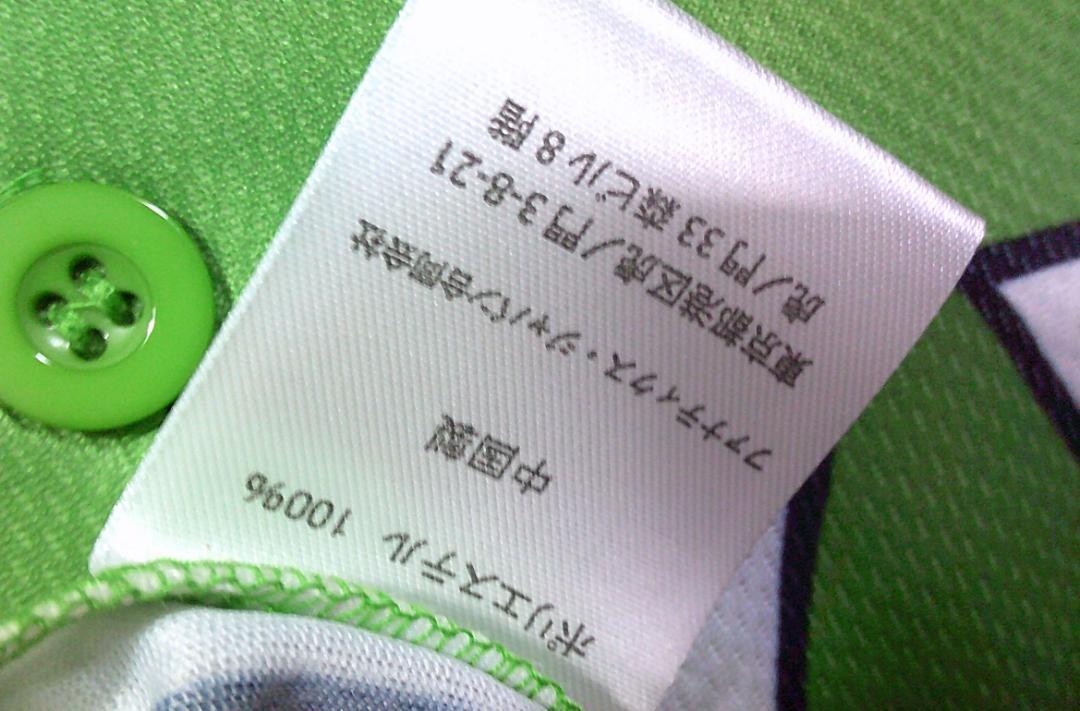 ポリエステル 100%
中国製
ファナティクス・ジャパン合同会社
東京都港区虎ノ門3-8-21
虎ノ門33森ビル8階